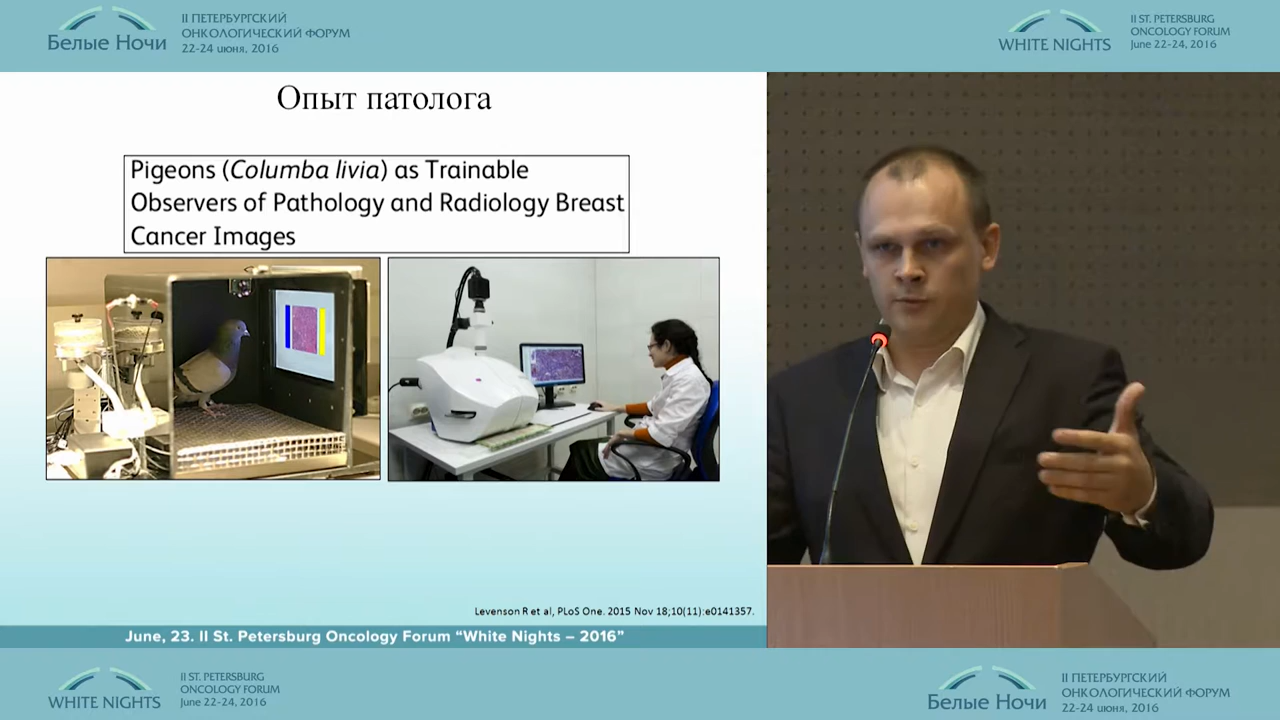 Белые Ночи
II ПЕТЕРБУРГСКИЙ
ОНКОЛОГИЧЕСКИЙ ФОРУМ
22-24 июня, 2016
WHITE NIGHTS
II ST. PETERSBURG
ONCOLOGY FORUM
June 22-24, 2016
Опыт патолога
Pigeons (Columba livia) as Trainable
Observers of Pathology and Radiology Breast
Cancer Images
Levenson R et al, PLoS One. 2015 Nov 18;10(11):e0141357.
June, 23. II St. Petersburg Oncology Forum “White Nights – 2016”
WHITE NIGHTS
II ST. PETERSBURG
ONCOLOGY FORUM
June 22-24, 2016
Белые Ночи
II ПЕТЕРБУРГСКИЙ
ОНКОЛОГИЧЕСКИЙ ФОРУМ
22-24 июня, 2016